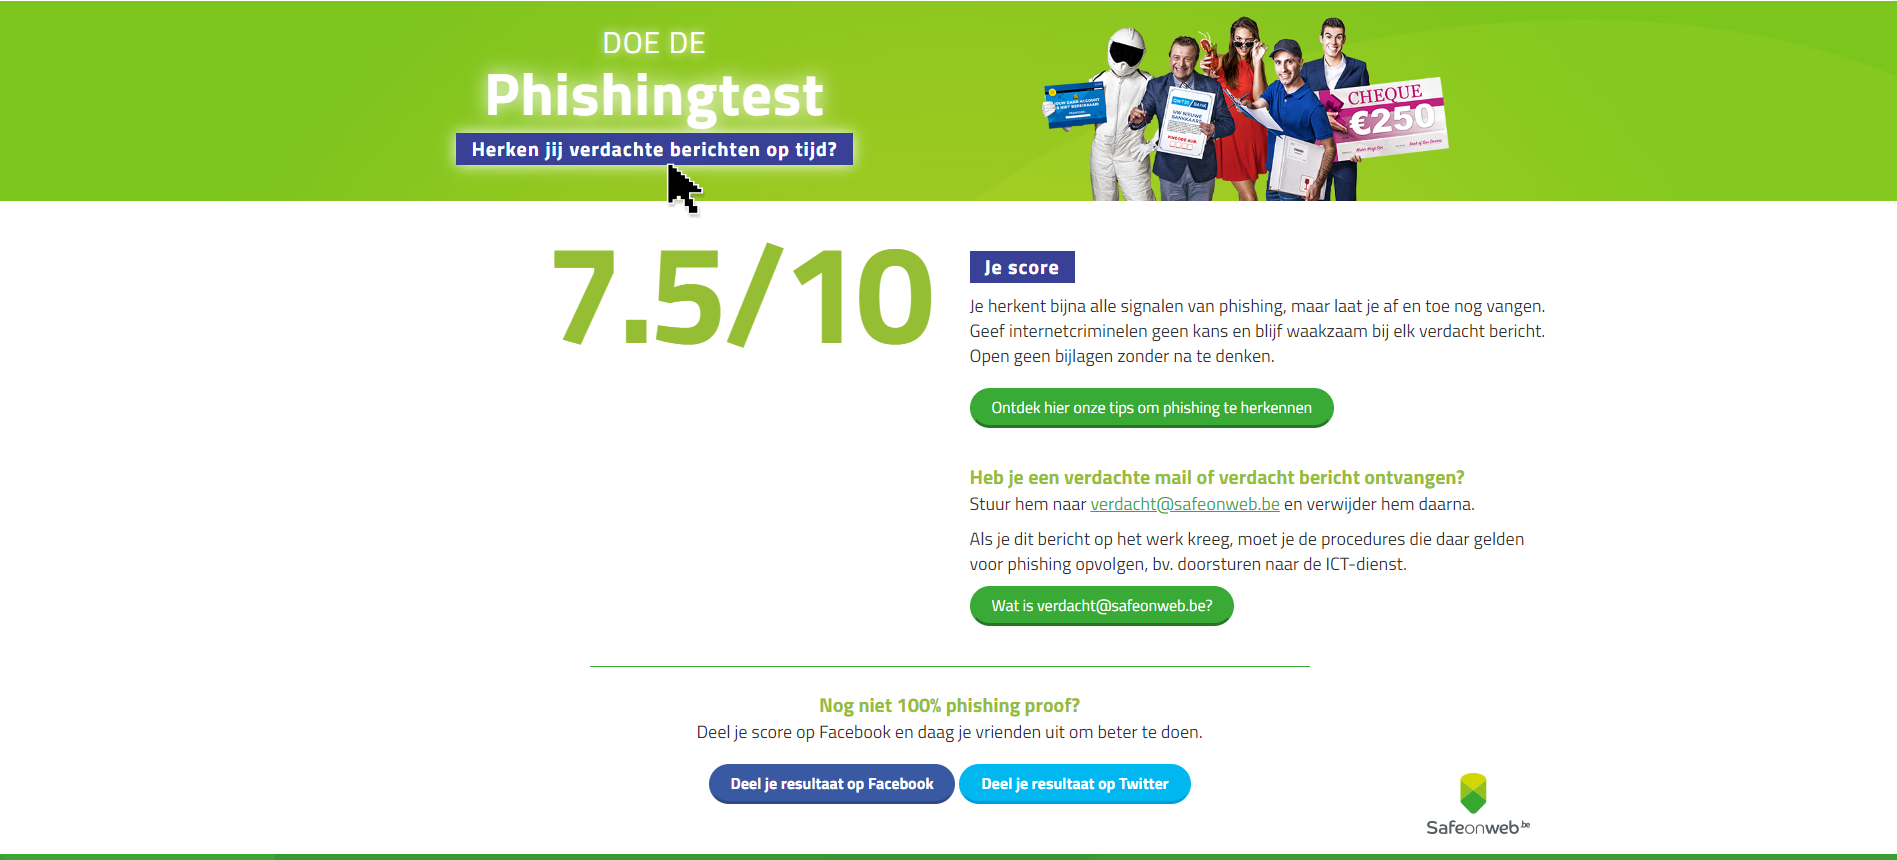 DOE DE
Phishingtest
Herken jij verdachte berichten op tijd?
CHEQUE
€250
BANK
UW NIEUWE
BANKKAART
7.5/10
Je score
Je herkent bijna alle signalen van phishing, maar laat je af en toe nog vangen.
Geef internetcriminelen geen kans en blijf waakzaam bij elk verdacht bericht.
Open geen bijlagen zonder na te denken.
Ontdek hier onze tips om phishing te herkennen
Heb je een verdachte mail of verdacht bericht ontvangen?
Stuur hem naar verdacht@safeonweb.be en verwijder hem daarna.
Als je dit bericht op het werk kreeg, moet je de procedures die daar gelden
voor phishing opvolgen, bv. doorsturen naar de ICT-dienst.
Wat is verdacht@safeonweb.be?
Nog niet 100% phishing proof?
Deel je score op Facebook en daag je vrienden uit om beter te doen.
Deel je resultaat op Facebook
Deel je resultaat op Twitter
Safeonweb.be